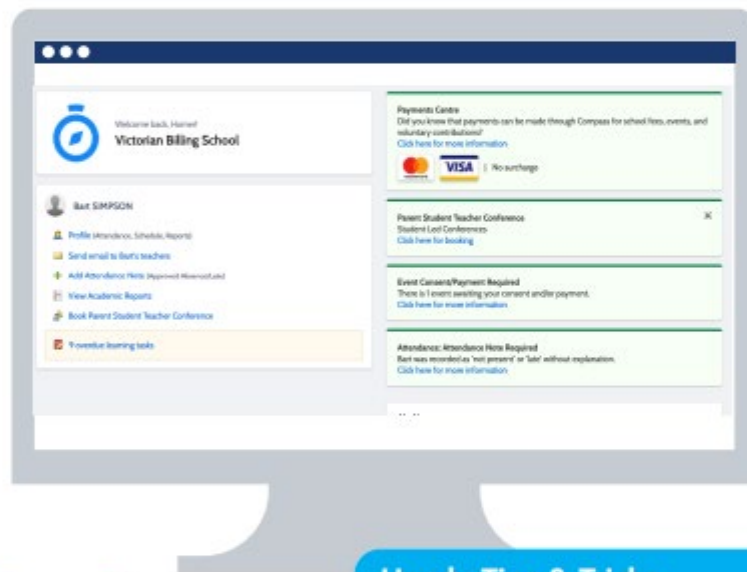 Welcome back, Homer!
Victorian Billing School
Bart SIMPSON
Profile (Attendance, Schedule, Reports)
Send email to Bart's teachers
Add Attendance Note (Approved Absence/Late)
View Academic Reports
Book Parent Student Teacher Conference
9 overdue learning tasks
Payments Centre
Did you know that payments can be made through Compass for school fees, events, and
voluntary contributions?
Click here for more information
VISA | No surcharge
Parent Student Teacher Conference
Student Led Conferences
Click here for booking
Event Consent/Payment Required
There is 1 event awaiting your consent and/or payment.
Click here for more information
Attendance: Attendance Note Required
Bart was recorded as 'not present' or 'late' without explanation.
Click here for more information